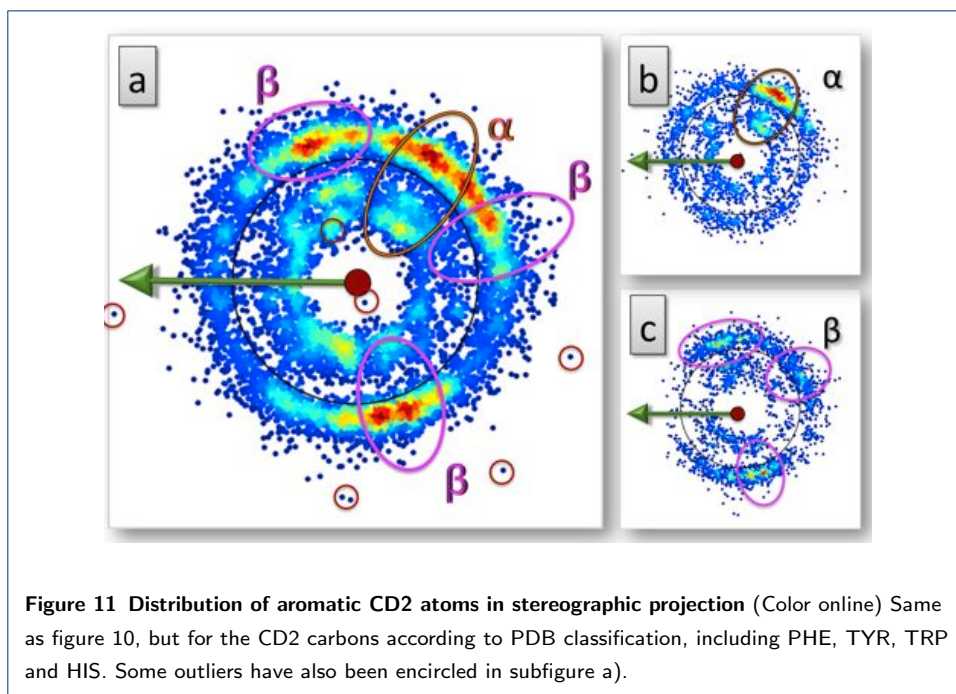 a
β
α
β
β
b
α
c
β
Figure 11 Distribution of aromatic CD2 atoms in stereographic projection (Color online) Same
as figure 10, but for the CD2 carbons according to PDB classification, including PHE, TYR, TRP
and HIS. Some outliers have also been encircled in subfigure a).